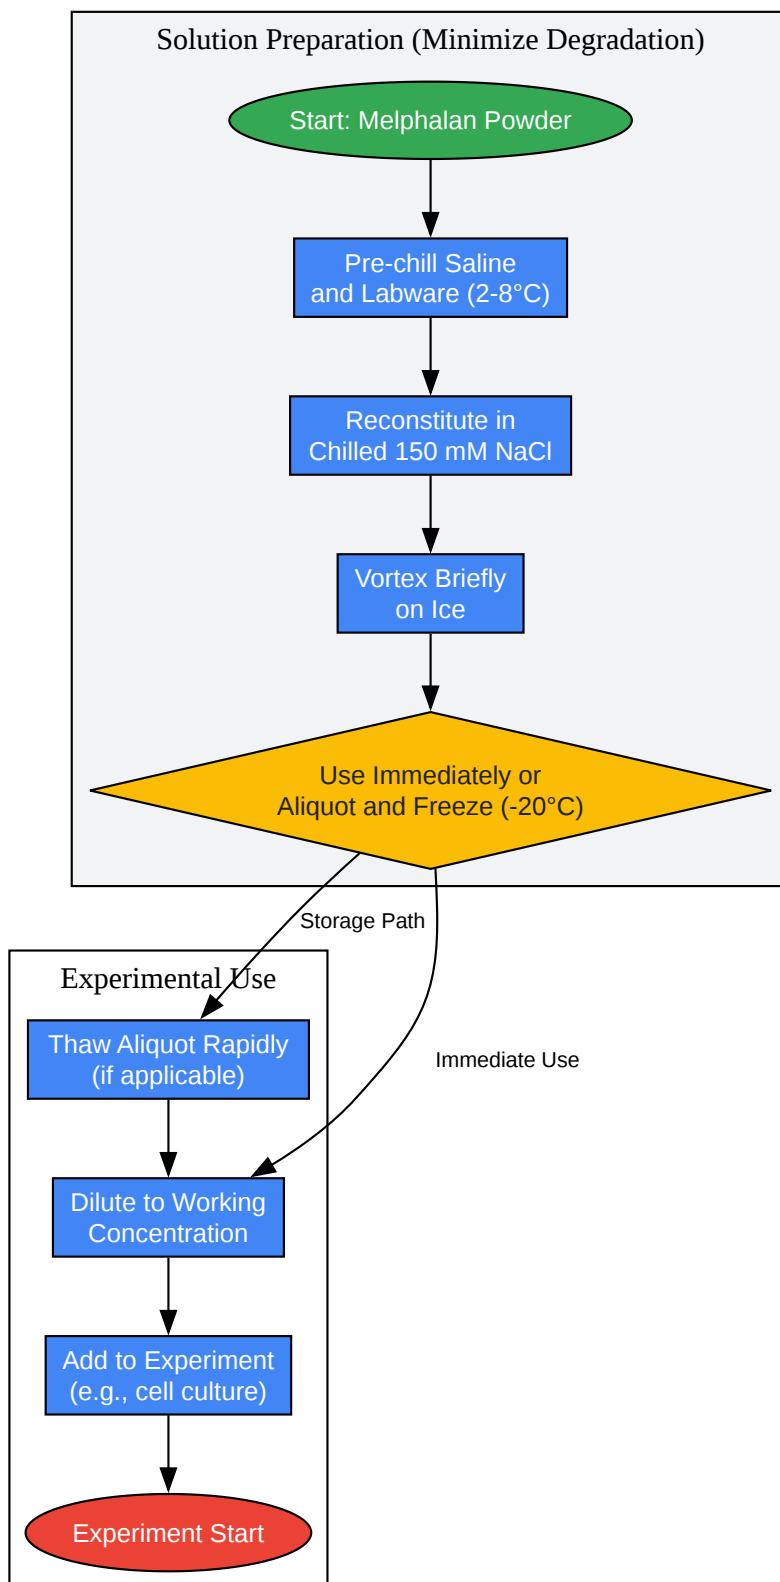 Solution Preparation (Minimize Degradation)
Start: Melphalan Powder
Pre-chill Saline
and Labware (2-8°C)
Reconstitute in
Chilled 150 mM NaCl
Vortex Briefly
on Ice
Use Immediately or
Aliquot and Freeze (-20°C)
Storage Path
Experimental Use
Thaw Aliquot Rapidly
(if applicable)
Immediate Use
Dilute to Working
Concentration
Add to Experiment
(e.g., cell culture)
Experiment Start